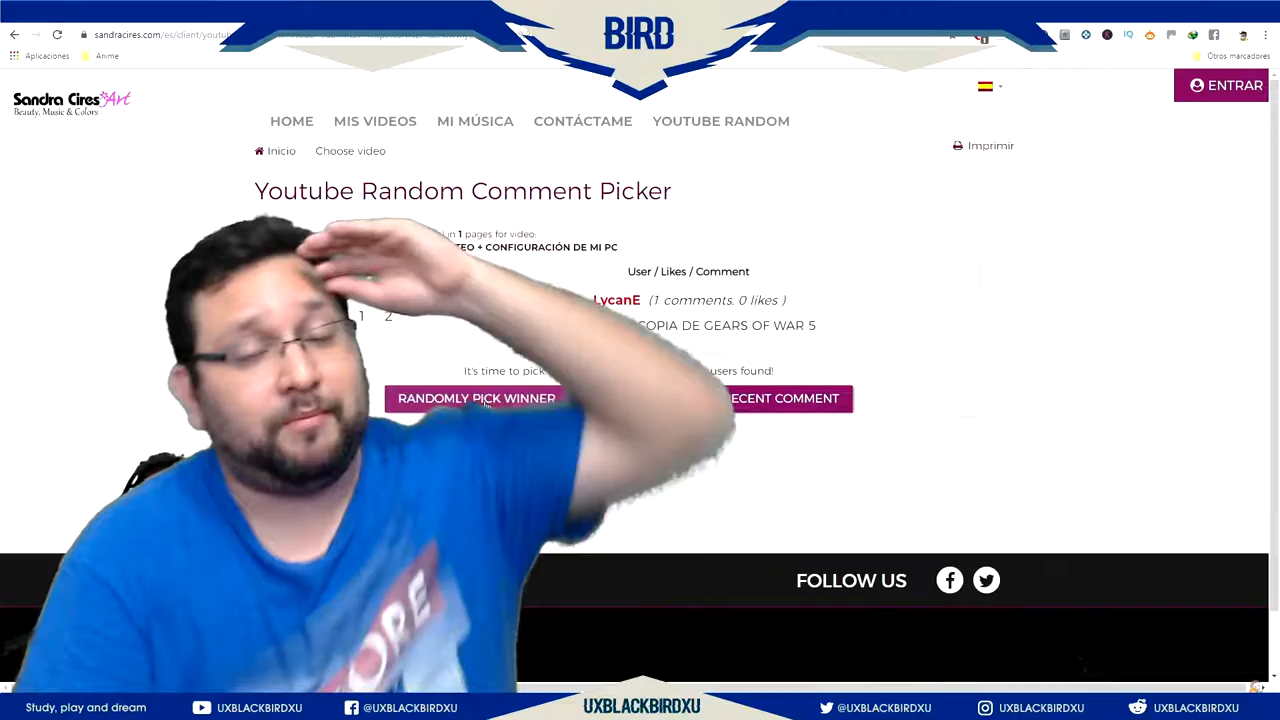 BIRD
sandracires.com/es/client/youtub
Aplicaciones
Anime
Otros marcadores
Sandra Cires Art
Beauty, Music & Colors
ENTRAR
HOME
MIS VIDEOS
MI MÚSICA
CONTÁCTAME
YOUTUBE RANDOM
Inicio
Choose video
Imprimir
Youtube Random Comment Picker
in 1 pages for video:
+ CONFIGURACIÓN DE MI PC
User / Likes / Comment
LycanE (1 comments, 0 likes )
1 2
DE GEARS OF WAR 5
It's time to pick
users found!
RANDOMLY PICK WINNER
COMMENT
FOLLOW US
Study, play and dream
UXBLACKBIRDXU
@UXBLACKBIRDXU
UXBLACKBIRDXU
@UXBLACKBIRDXU
UXBLACKBIRDXU
UXBLACKBIRDXU